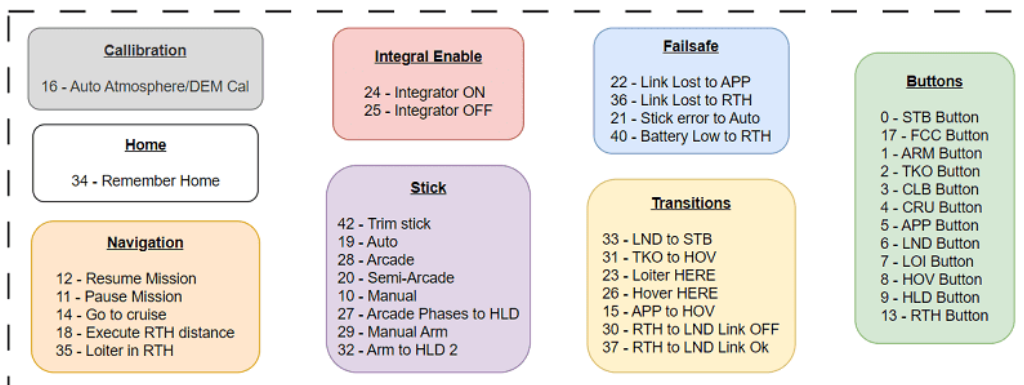 Callibration
16 - Auto Atmosphere/DEM Cal
Home
34 - Remember Home
Navigation
12 - Resume Mission
11 - Pause Mission
14 - Go to cruise
18 - Execute RTH distance
35 - Loiter in RTH
Integral Enable
24 - Integrator ON
25 - Integrator OFF
Stick
42 - Trim stick
19 - Auto
28 - Arcade
20 - Semi-Arcade
10 - Manual
27 - Arcade Phases to HLD
29 - Manual Arm
32 - Arm to HLD 2
Failsafe
22 - Link Lost to APP
36 - Link Lost to RTH
21 - Stick error to Auto
40 - Battery Low to RTH
Transitions
33 - LND to STB
31 - TKO to HOV
23 - Loiter HERE
26 - Hover HERE
15 - APP to HOV
30 - RTH to LND Link OFF
37 - RTH to LND Link Ok
Buttons
0 - STB Button
17 - FCC Button
1 - ARM Button
2 - TKO Button
3 - CLB Button
4 - CRU Button
5 - APP Button
6 - LND Button
7 - LOI Button
8 - HOV Button
9 - HLD Button
13 - RTH Button